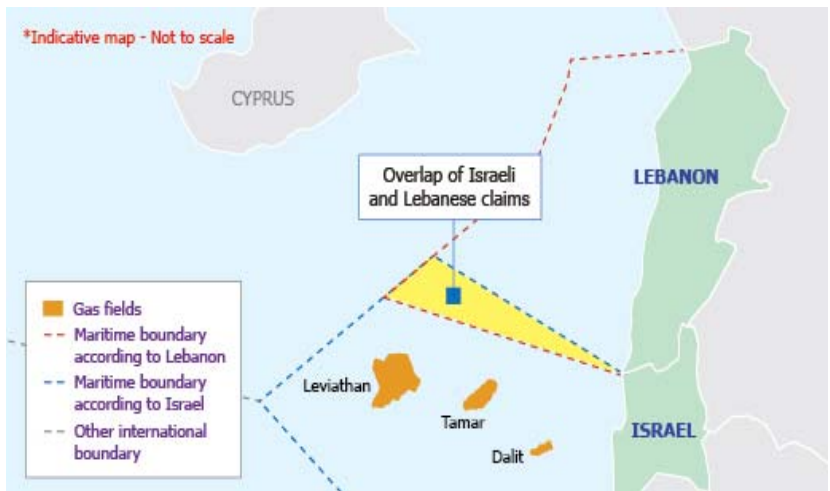 *Indicative map - Not to scale
CYPRUS
Overlap of Israeli
and Lebanese claims
LEBANON
Gas fields
Maritime boundary
according to Lebanon
Maritime boundary
according to Israel
Other international
boundary
Leviathan
Tamar
Dalit
ISRAEL